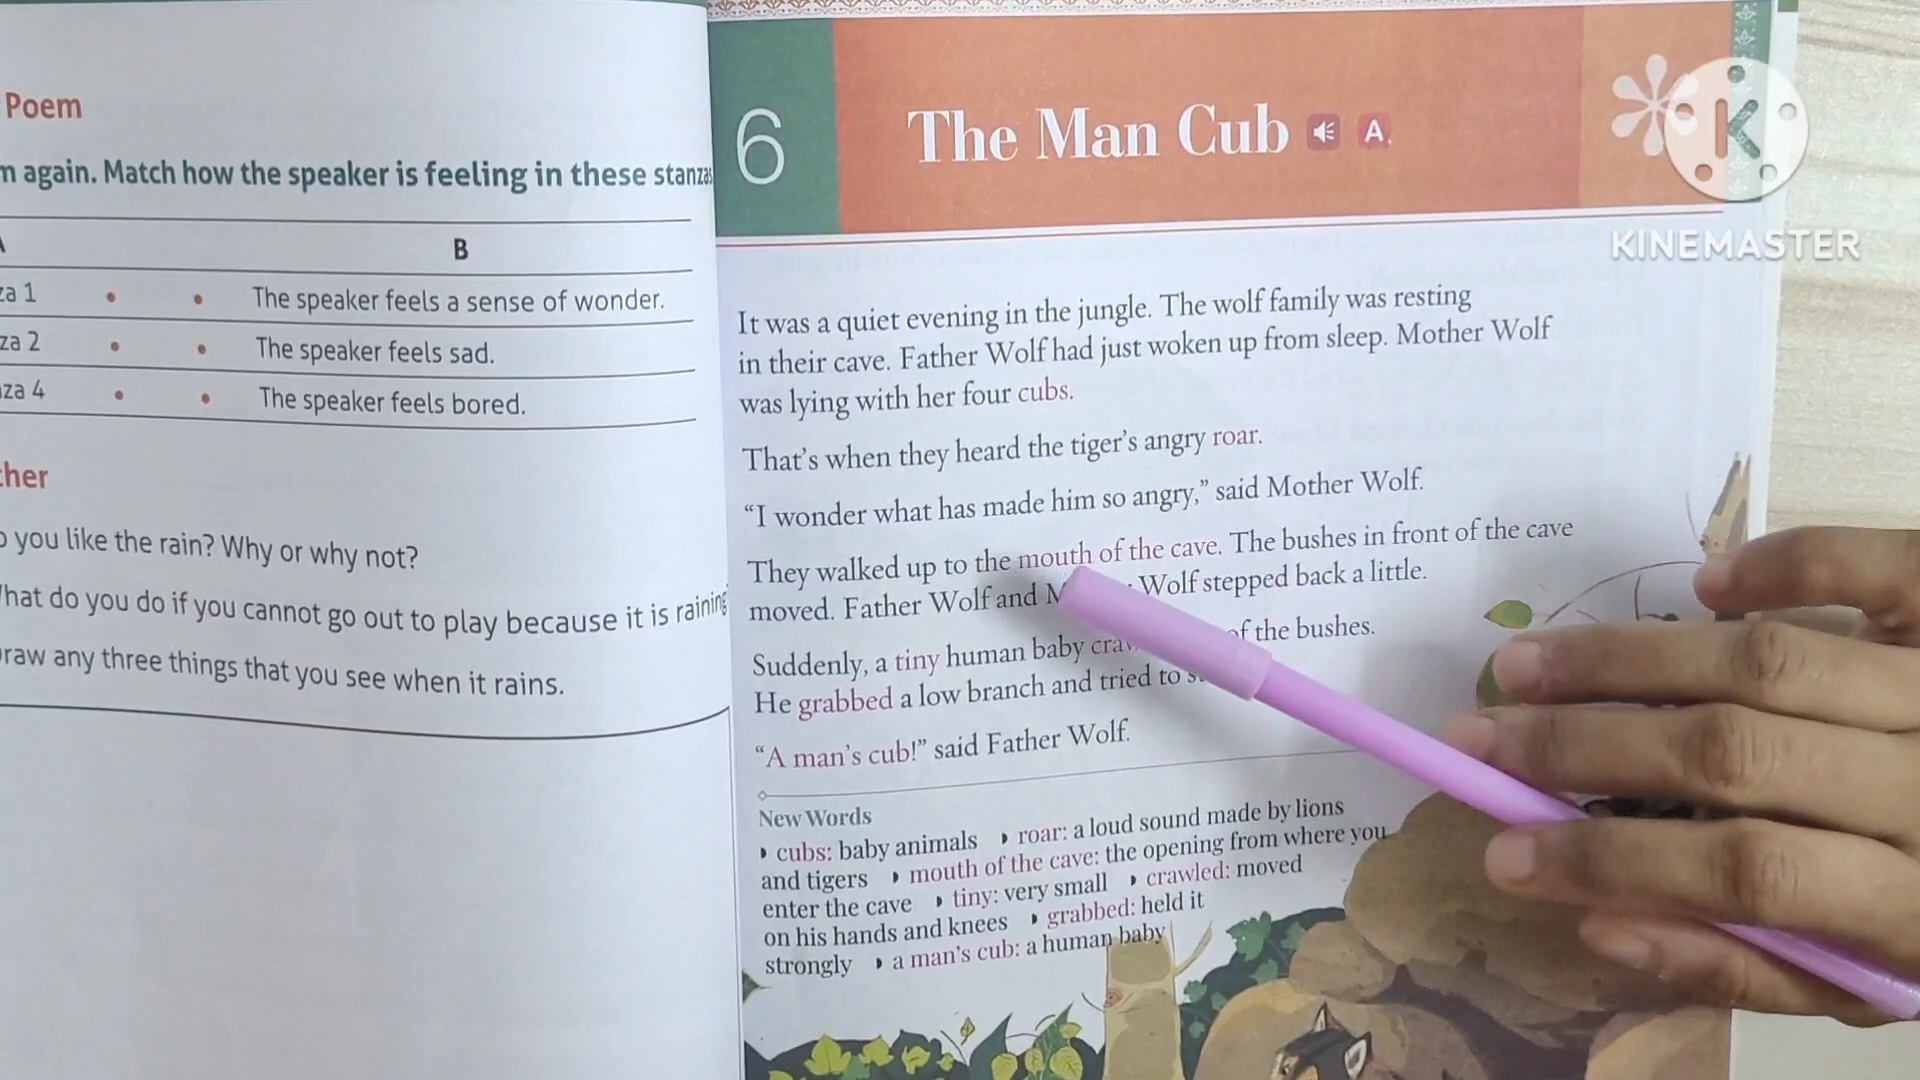 Poem
again. Match how the speaker is feeling in these stanzas
B
1 The speaker feels a sense of wonder.
2 The speaker feels sad.
4 The speaker feels bored.
you like the rain? Why or why not?
hat do you do if you cannot go out to play because it is raining
raw any three things that you see when it rains.
6
The Man Cub
A
It was a quiet evening in the jungle. The wolf family was resting
in their cave. Father Wolf had just woken up from sleep. Mother Wolf
was lying with her four cubs.
That's when they heard the tiger's angry roar.
“I wonder what has made him so angry,” said Mother Wolf.
They walked up to the mouth of the cave. The bushes in front of the cave
moved. Father Wolf and Wolf stepped back a little.
Suddenly, a tiny human baby of the bushes.
He grabbed a low branch and tried to
“A man's cub!” said Father Wolf.
New Words
cubs: baby animals roar: a loud sound made by lions
and tigers mouth of the cave: the opening from where you
enter the cave tiny: very small crawled: moved
on his hands and knees grabbed: held it
strongly a man's cub: a human baby
K
KINEMASTER